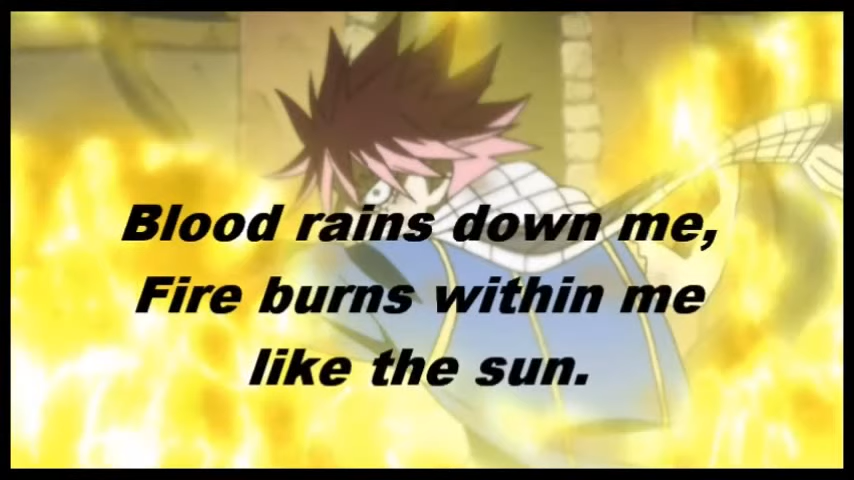 Blood rains down me,
Fire burns within me
like the sun.